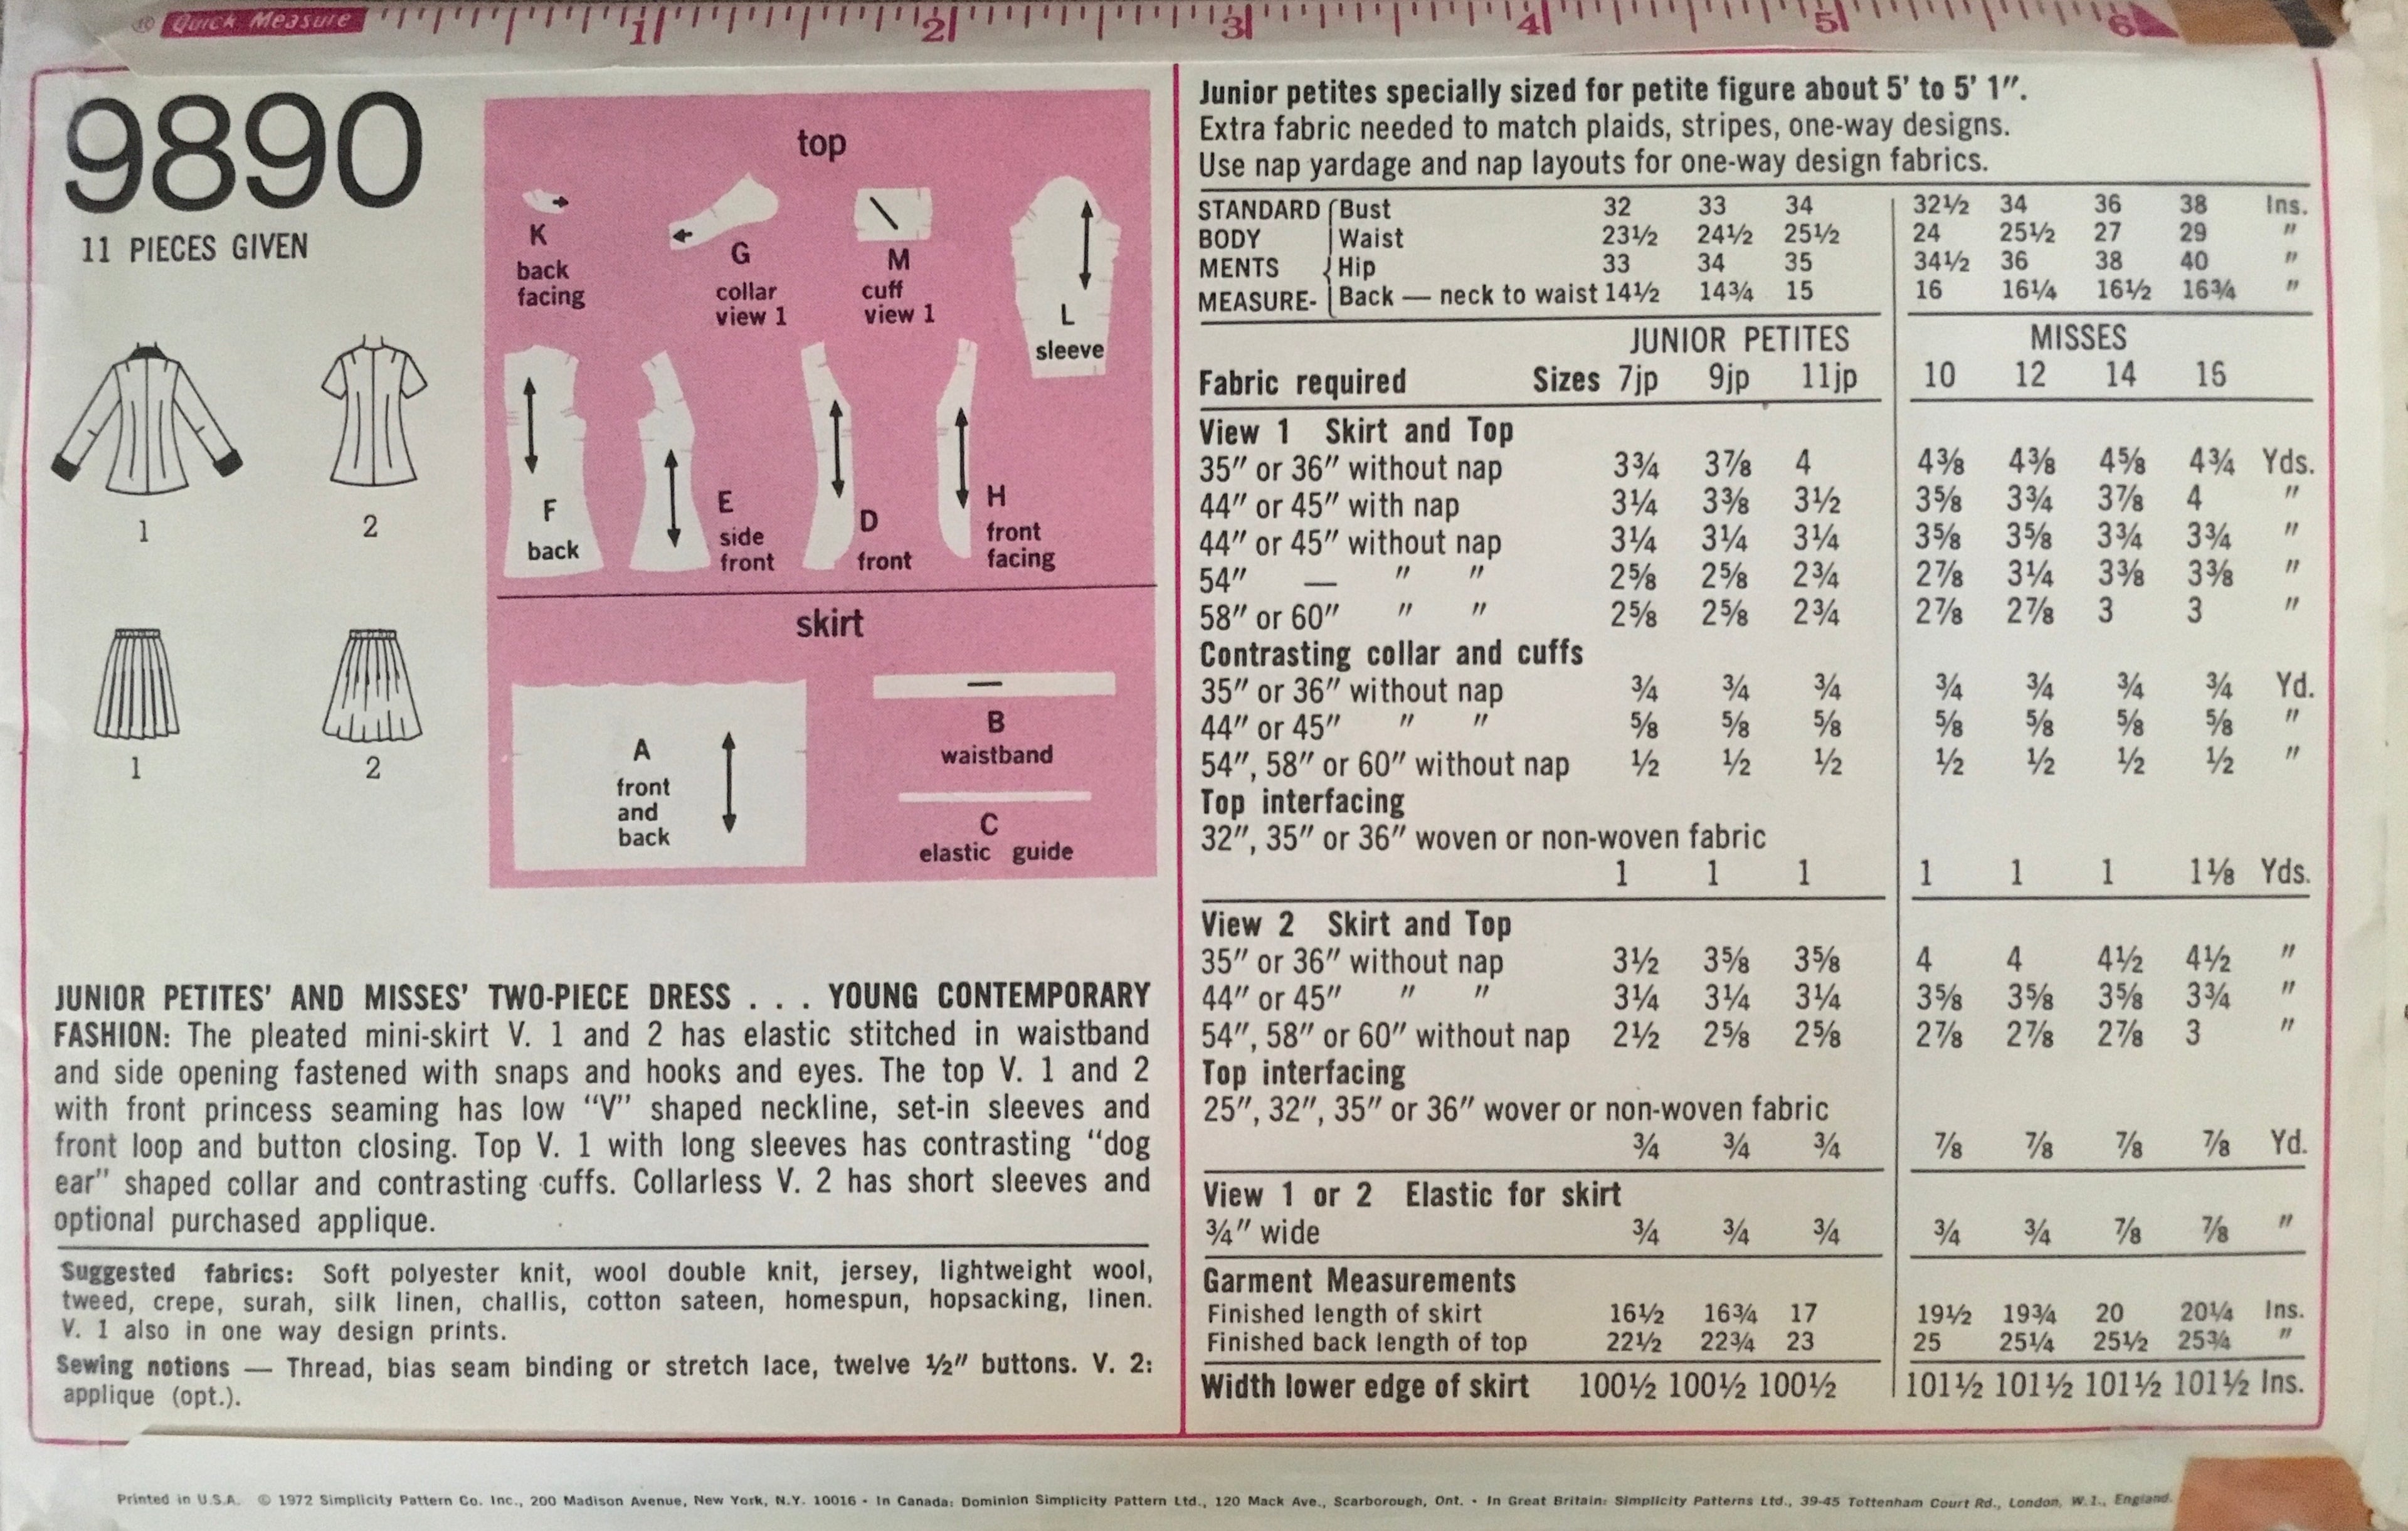 ® Quick Measure 1 2 3 4 5 6
9890
11 PIECES GIVEN
1
2
1
2
top
K
back
facing
G
collar
view 1
M
cuff
view 1
L
sleeve
F
back
E
side
front
D
front
H
front
facing
skirt
A
front
and
back
B
waistband
C
elastic guide
JUNIOR PETITES' AND MISSES' TWO-PIECE DRESS . . . YOUNG CONTEMPORARY
FASHION: The pleated mini-skirt V. 1 and 2 has elastic stitched in waistband
and side opening fastened with snaps and hooks and eyes. The top V. 1 and 2
with front princess seaming has low “V” shaped neckline, set-in sleeves and
front loop and button closing. Top V. 1 with long sleeves has contrasting “dog
ear” shaped collar and contrasting cuffs. Collarless V. 2 has short sleeves and
optional purchased applique.
Suggested fabrics: Soft polyester knit, wool double knit, jersey, lightweight wool,
tweed, crepe, surah, silk linen, challis, cotton sateen, homespun, hopsacking, linen.
V. 1 also in one way design prints.
Sewing notions — Thread, bias seam binding or stretch lace, twelve ½″ buttons. V. 2:
applique (opt.).
Junior petites specially sized for petite figure about 5' to 5' 1″.
Extra fabric needed to match plaids, stripes, one-way designs.
Use nap yardage and nap layouts for one-way design fabrics.
STANDARD Bust 32 33 34 32½ 34 36 38 Ins.
BODY Waist 23½ 24½ 25½ 24 25½ 27 29 ″
MENTS Hip 33 34 35 34½ 36 38 40 ″
MEASURE- Back — neck to waist 14½ 14¾ 15 16 16¼ 16½ 16¾ ″
JUNIOR PETITES MISSES
Fabric required Sizes 7jp 9jp 11jp 10 12 14 16
View 1 Skirt and Top
35″ or 36″ without nap 3¾ 3⅞ 4 4⅜ 4⅜ 4⅝ 4¾ Yds.
44″ or 45″ with nap 3¼ 3⅜ 3½ 3⅝ 3¾ 3⅞ 4 ″
44″ or 45″ without nap 3¼ 3¼ 3¼ 3⅝ 3⅝ 3¾ 3¾ ″
54″ — ″ ″ 2⅝ 2⅝ 2¾ 2⅞ 3¼ 3⅜ 3⅜ ″
58″ or 60″ ″ ″ 2⅝ 2⅝ 2¾ 2⅞ 2⅞ 3 3 ″
Contrasting collar and cuffs
35″ or 36″ without nap ¾ ¾ ¾ ¾ ¾ ¾ ¾ Yd.
44″ or 45″ ″ ″ ⅝ ⅝ ⅝ ⅝ ⅝ ⅝ ⅝ ″
54″, 58″ or 60″ without nap ½ ½ ½ ½ ½ ½ ½ ″
Top interfacing
32″, 35″ or 36″ woven or non-woven fabric
1 1 1 1 1 1 1⅛ Yds.
View 2 Skirt and Top
35″ or 36″ without nap 3½ 3⅝ 3⅝ 4 4 4½ 4½ ″
44″ or 45″ ″ ″ 3¼ 3¼ 3¼ 3⅝ 3⅝ 3⅝ 3¾ ″
54″, 58″ or 60″ without nap 2½ 2⅝ 2⅝ 2⅞ 2⅞ 2⅞ 3 ″
Top interfacing
25″, 32″, 35″ or 36″ wover or non-woven fabric
¾ ¾ ¾ ⅞ ⅞ ⅞ ⅞ Yd.
View 1 or 2 Elastic for skirt
¾″ wide ¾ ¾ ¾ ¾ ¾ ⅞ ⅞ ″
Garment Measurements
Finished length of skirt 16½ 16¾ 17 19½ 19¾ 20 20¼ Ins.
Finished back length of top 22½ 22¾ 23 25 25¼ 25½ 25¾ ″
Width lower edge of skirt 100½ 100½ 100½ 101½ 101½ 101½ 101½ Ins.
Printed in U.S.A. © 1972 Simplicity Pattern Co. Inc., 200 Madison Avenue, New York, N.Y. 10016 • In Canada: Dominion Simplicity Pattern Ltd., 120 Mack Ave., Scarborough, Ont. • In Great Britain: Simplicity Patterns Ltd., 39-45 Tottenham Court Rd., London, W.1., England.